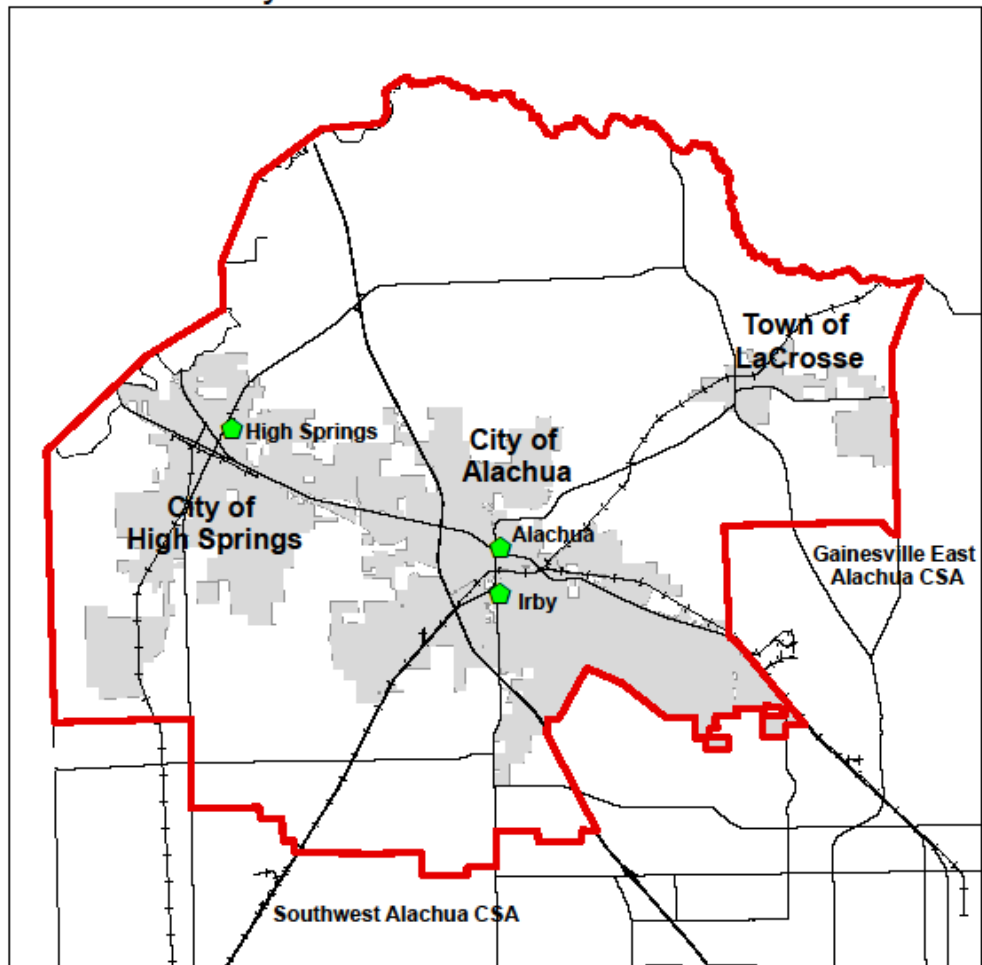 Town of
LaCrosse
High Springs
City of
Alachua
City of
High Springs
Alachua
Gainesville East
Alachua CSA
Irby
Southwest Alachua CSA